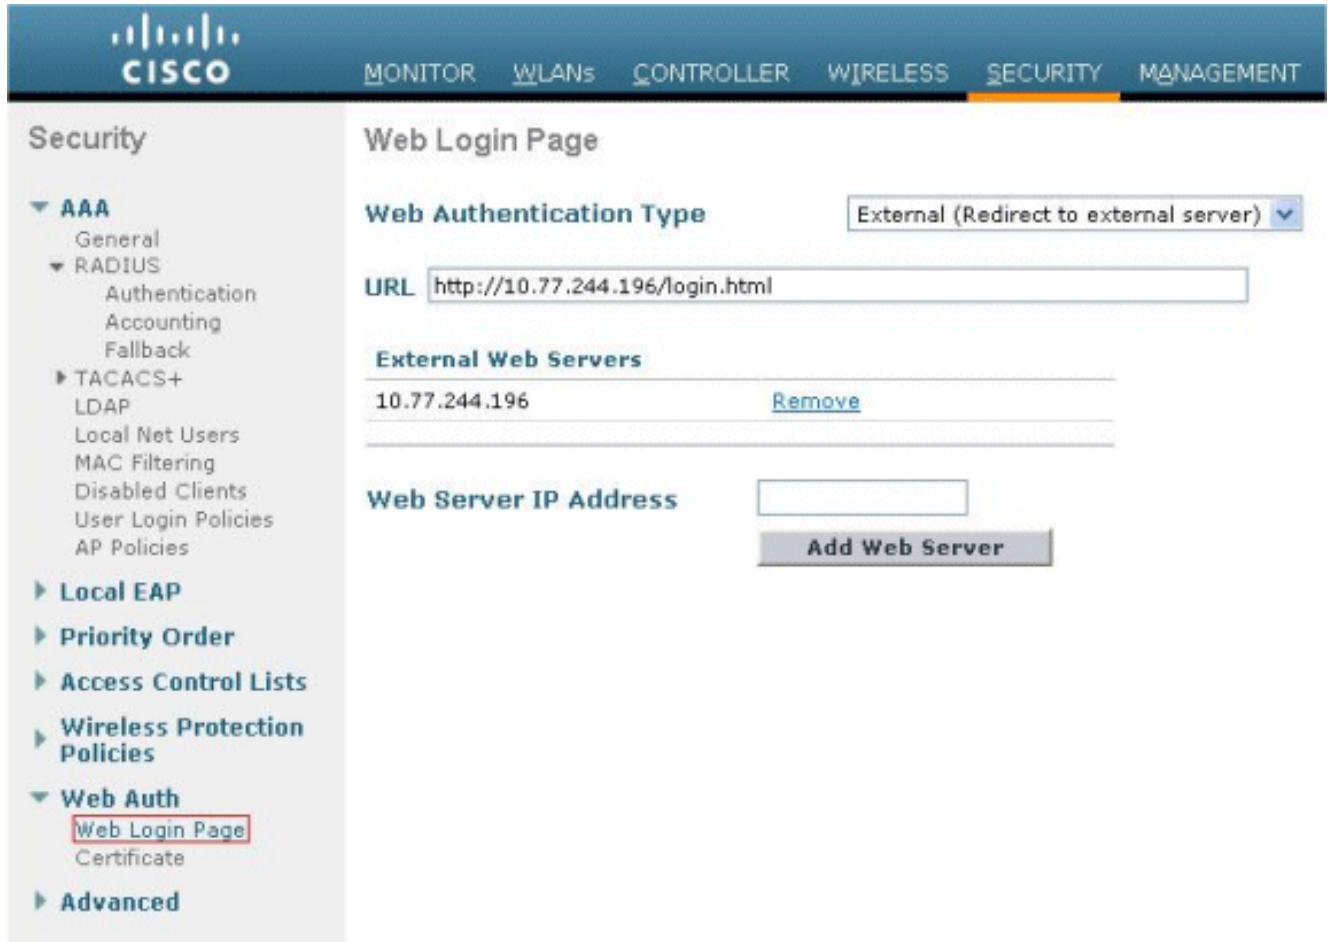 CISCO
MONITOR WLANs CONTROLLER WIRELESS SECURITY MANAGEMENT
Security
AAA
General
RADIUS
Authentication
Accounting
Fallback
TACACS+
LDAP
Local Net Users
MAC Filtering
Disabled Clients
User Login Policies
AP Policies
Local EAP
Priority Order
Access Control Lists
Wireless Protection
Policies
Web Auth
Web Login Page
Certificate
Advanced
Web Login Page
Web Authentication Type External (Redirect to external server)
URL http://10.77.244.196/login.html
External Web Servers
10.77.244.196 Remove
Web Server IP Address
Add Web Server